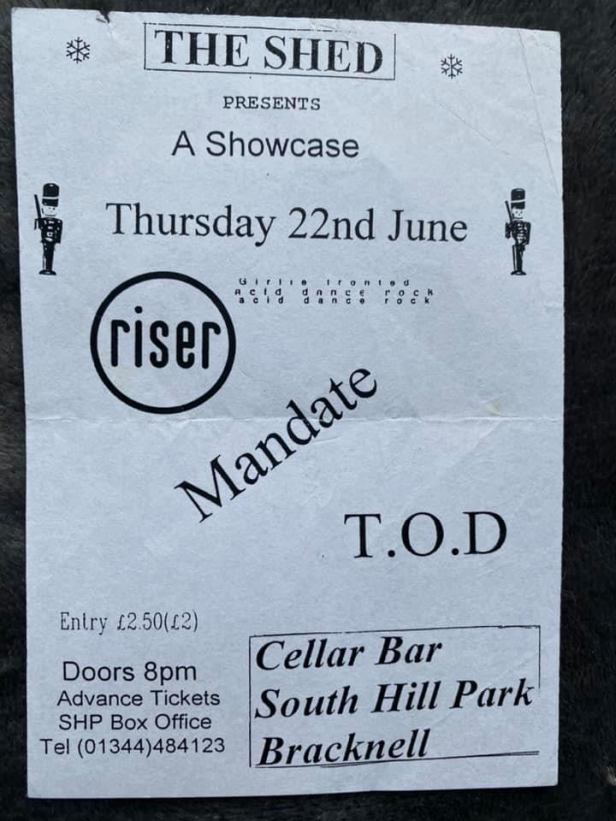 THE SHED
PRESENTS
A Showcase
Thursday 22nd June
Girlie fronted
acid dance rock
acid dance rock
riser
Mandate
T.O.D
Entry £2.50(£2)
Doors 8pm
Advance Tickets
SHP Box Office
Tel (01344)484123
Cellar Bar
South Hill Park
Bracknell